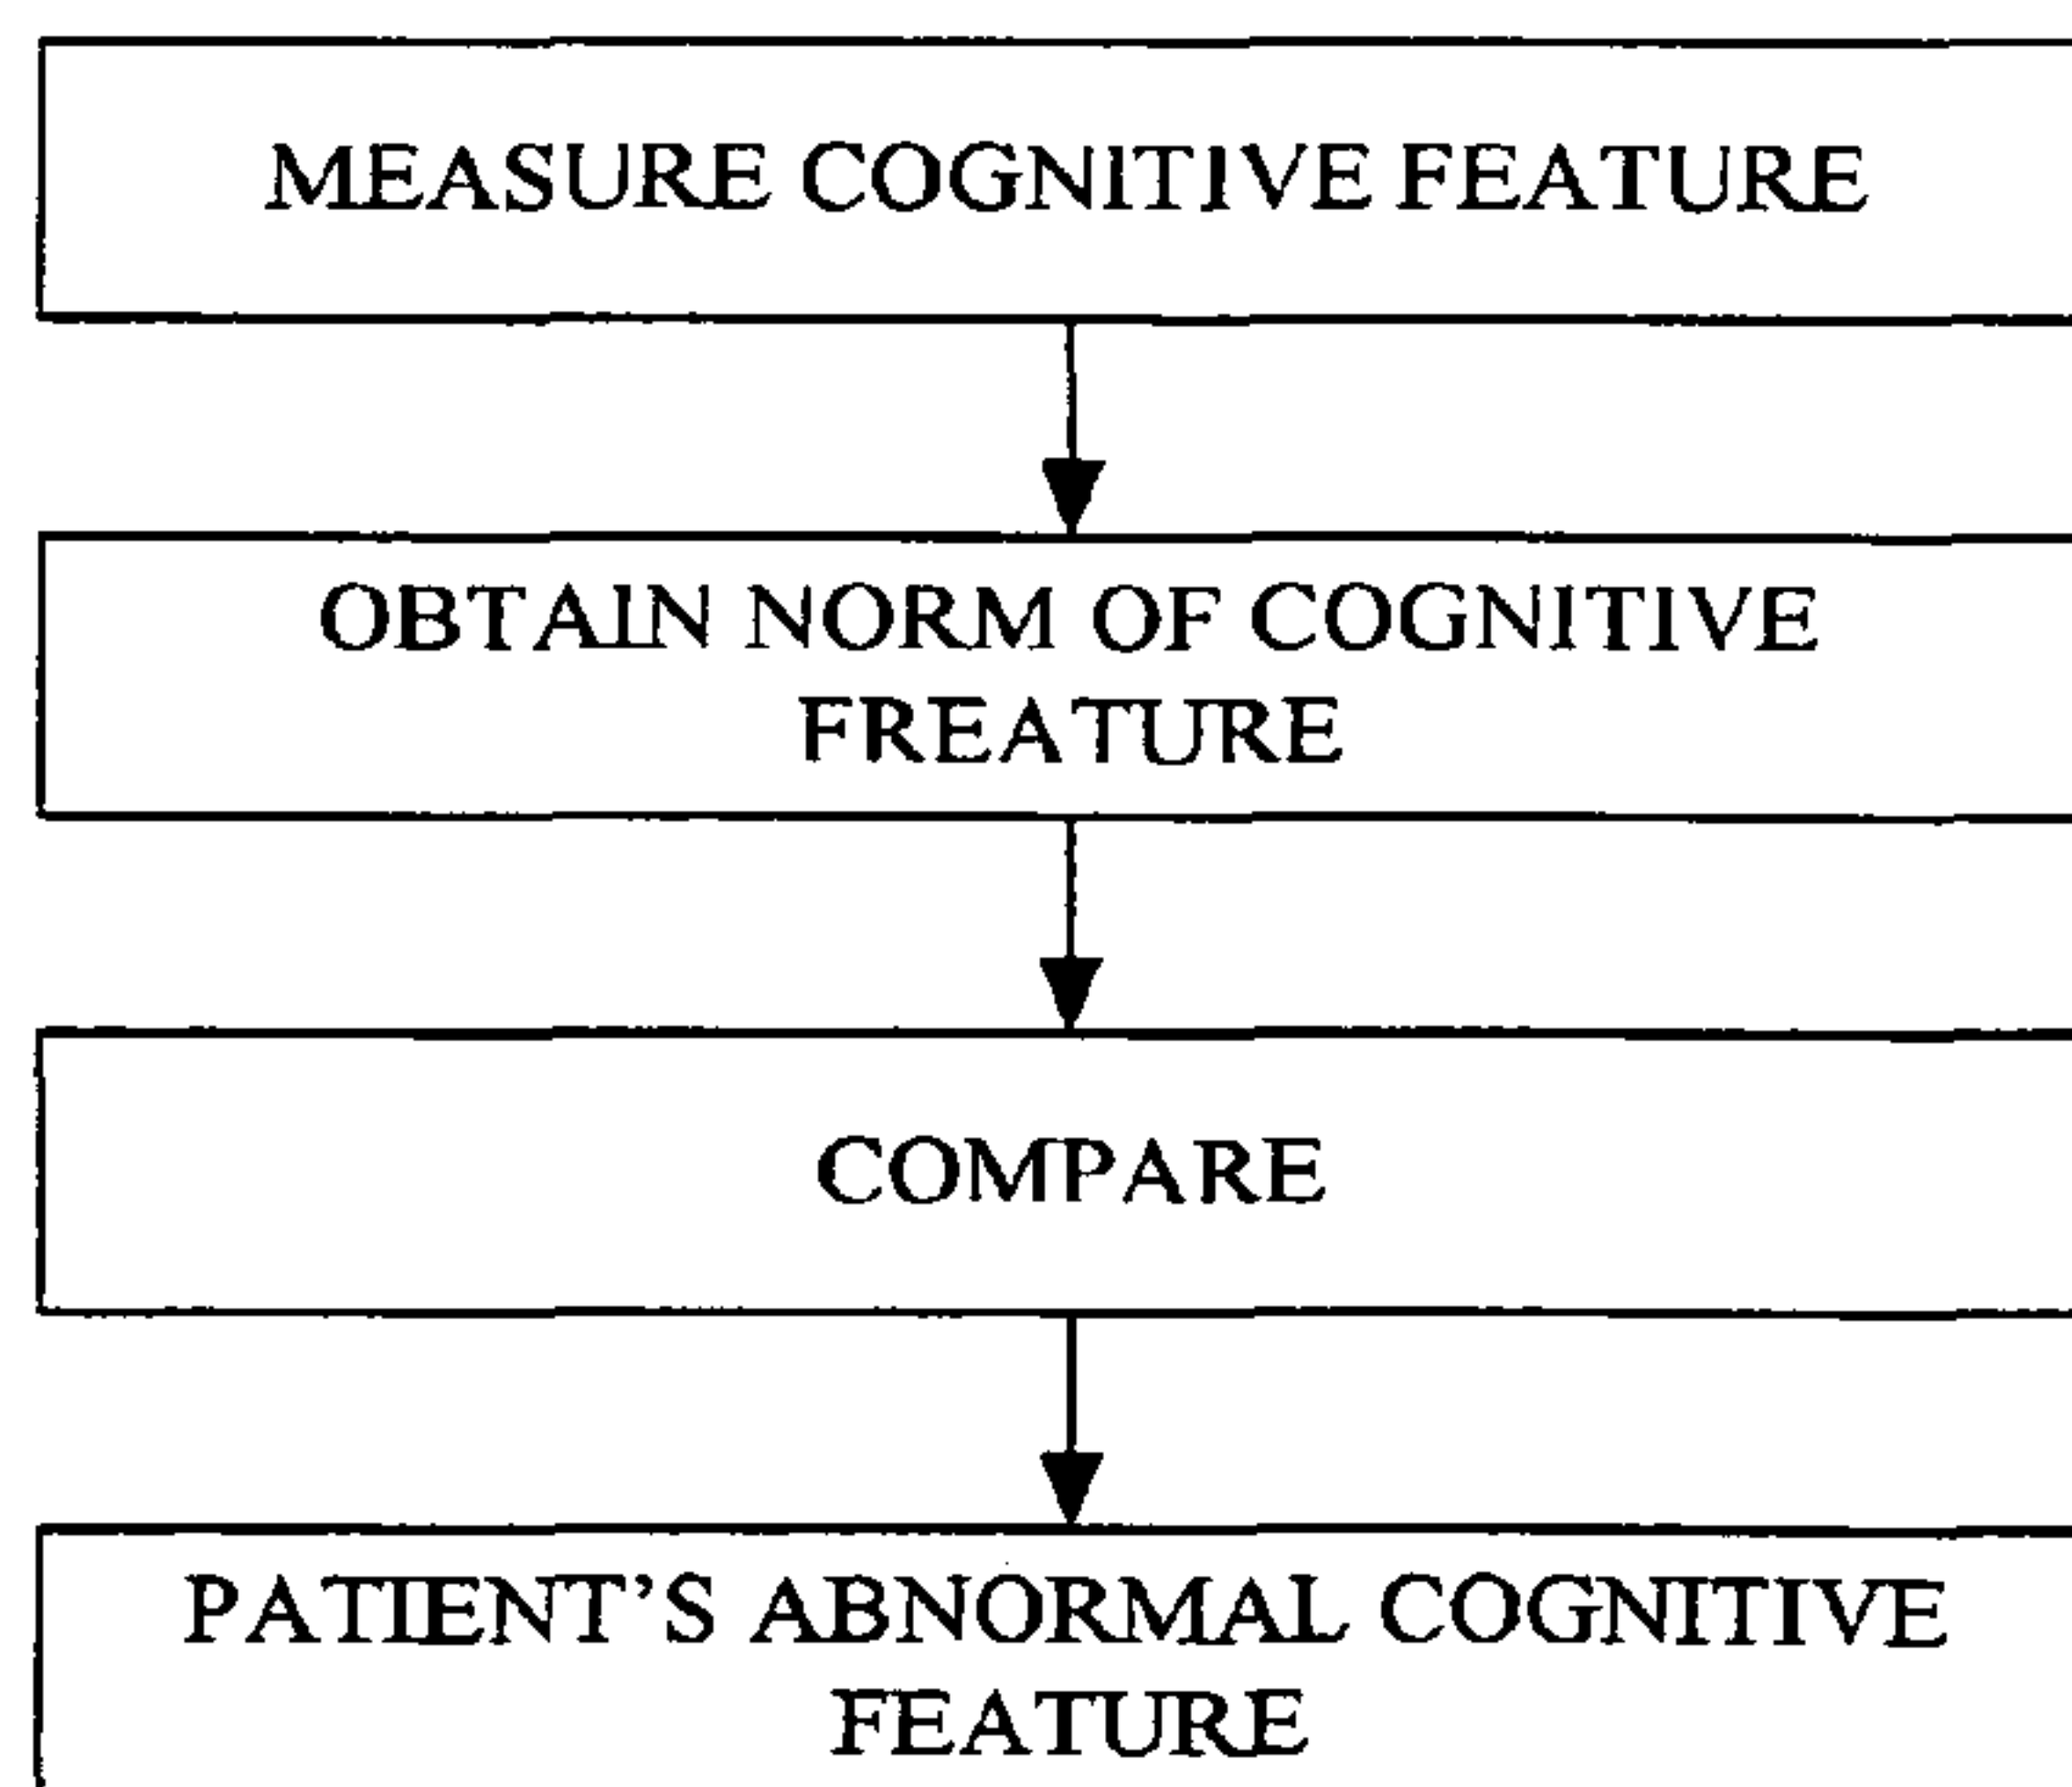 MEASURE COGNITIVE FEATURE
OBTAIN NORM OF COGNITIVE
FREATURE
COMPARE
PATIENT'S ABNORMAL COGNITIVE
FEATURE